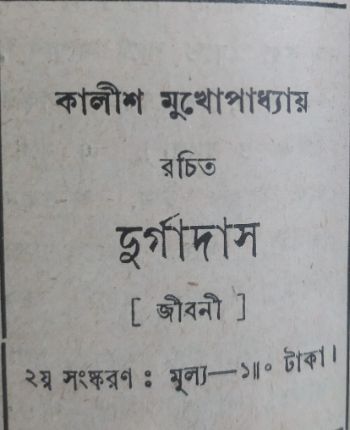 কালীশ মুখোপাধ্যায়
রচিত
দুর্গাদাস
[ জীবনী ]
২য় সংস্করণ : মূল্য—১॥০ টাকা।